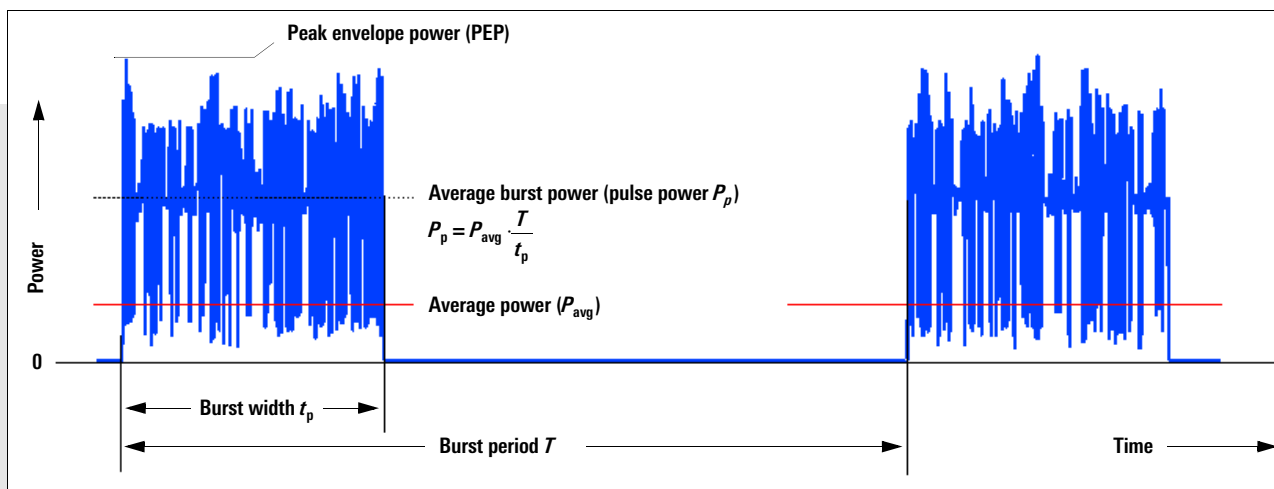 Peak envelope power (PEP)
Average burst power (pulse power Pp)
Pp = Pavg · T/tp
Average power (Pavg)
Power
0
Burst width tp
Burst period T
Time